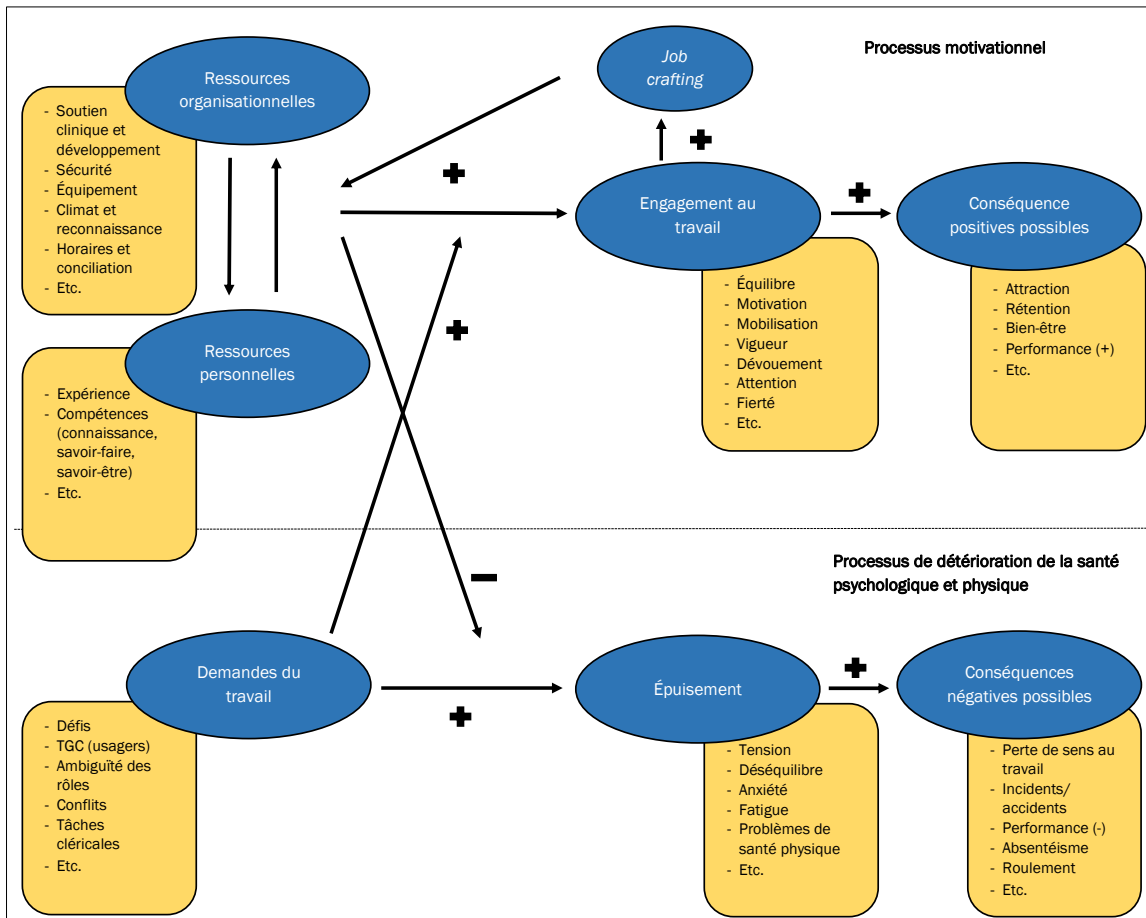 Processus motivationnel
Job
crafting
Ressources
organisationnelles
- Soutien
clinique et
développement
- Sécurité
- Équipement
- Climat et
reconnaissance
- Horaires et
conciliation
- Etc.
+
+
+
Engagement au
travail
- Équilibre
- Motivation
- Mobilisation
- Vigueur
- Dévouement
- Attention
- Fierté
- Etc.
Conséquence
positives possibles
- Attraction
- Rétention
- Bien-être
- Performance (+)
- Etc.
+
Ressources
personnelles
- Expérience
- Compétences
(connaissance,
savoir-faire,
savoir-être)
- Etc.
Processus de détérioration de la santé
psychologique et physique
–
Demandes du
travail
- Défis
- TGC (usagers)
- Ambiguïté des
rôles
- Conflits
- Tâches
cléricales
- Etc.
+
Épuisement
- Tension
- Déséquilibre
- Anxiété
- Fatigue
- Problèmes de
santé physique
- Etc.
+
Conséquences
négatives possibles
- Perte de sens au
travail
- Incidents/
accidents
- Performance (-)
- Absentéisme
- Roulement
- Etc.